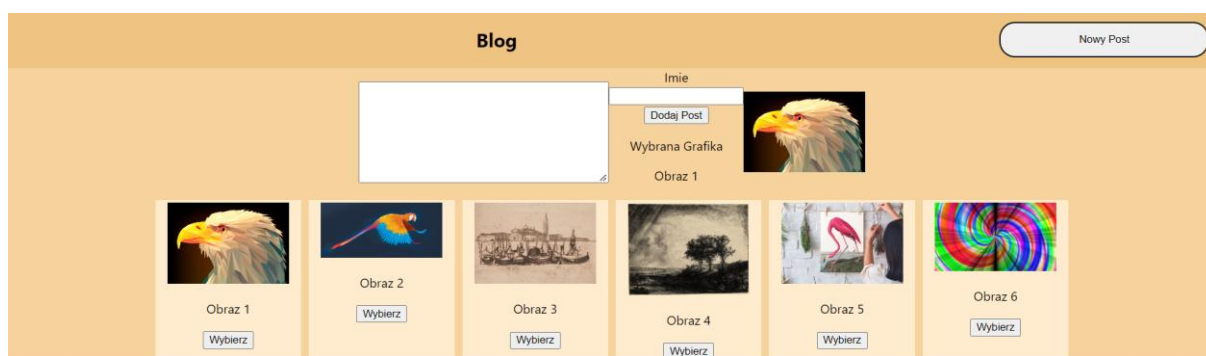 Blog
Nowy Post
Imie
Dodaj Post
Wybrana Grafika
Obraz 1
Obraz 1
Wybierz
Obraz 2
Wybierz
Obraz 3
Wybierz
Obraz 4
Wybierz
Obraz 5
Wybierz
Obraz 6
Wybierz